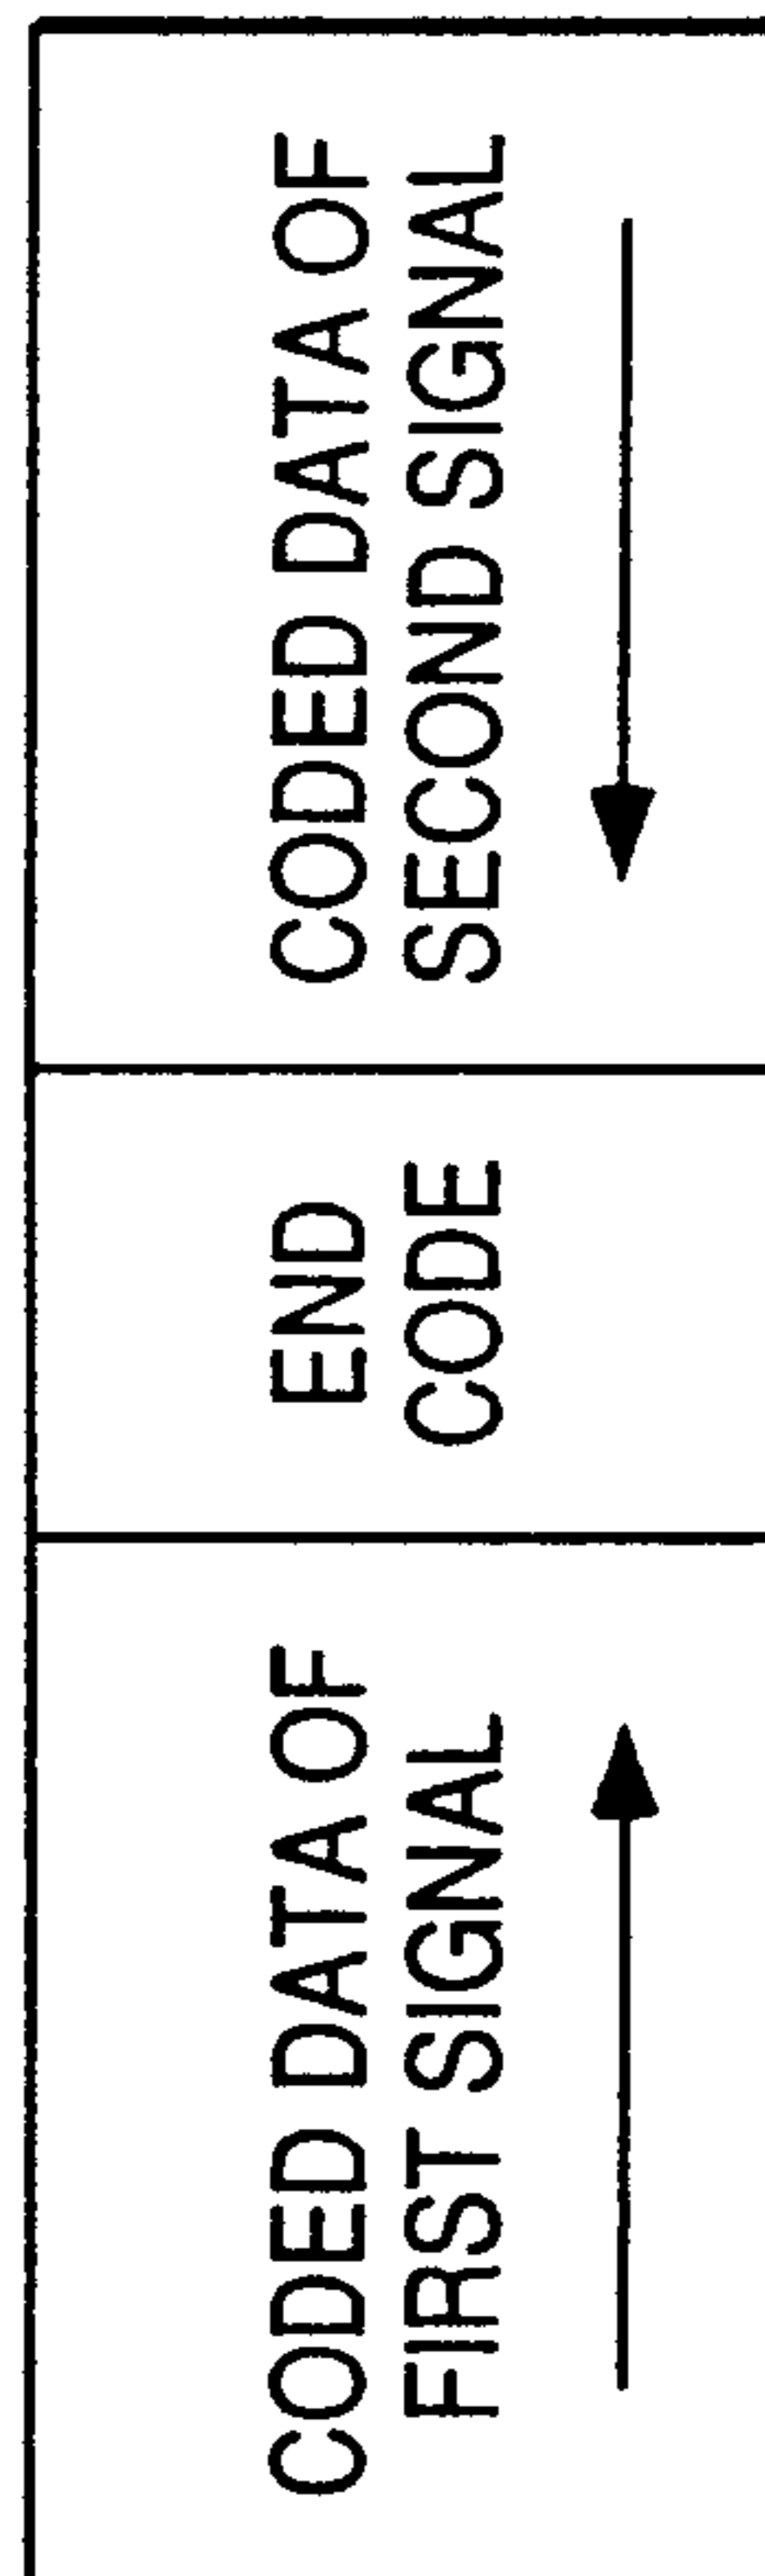 CODED DATA OF
FIRST SIGNAL
END
CODE
CODED DATA OF
SECOND SIGNAL